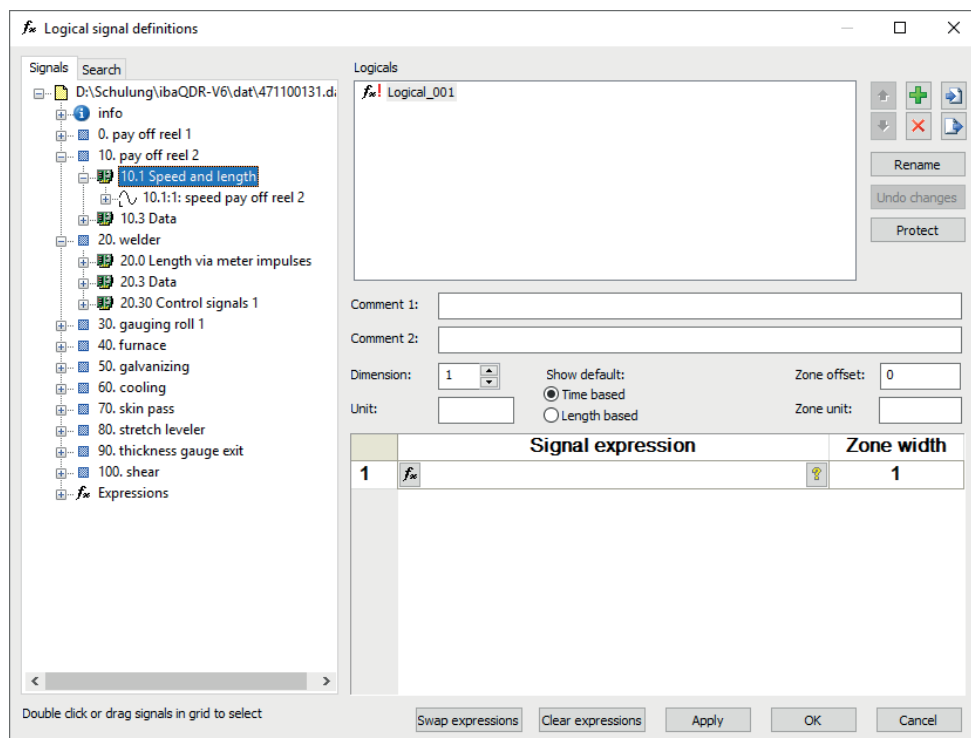 Logical signal definitions
Signals Search
D:\Schulung\ibaQDR-V6\dat\471100131.da
info
0. pay off reel 1
10. pay off reel 2
10.1 Speed and length
10.1:1: speed pay off reel 2
10.3 Data
20. welder
20.0 Length via meter impulses
20.3 Data
20.30 Control signals 1
30. gauging roll 1
40. furnace
50. galvanizing
60. cooling
70. skin pass
80. stretch leveler
90. thickness gauge exit
100. shear
fx Expressions
Double click or drag signals in grid to select
Logicals
fx! Logical_001
Rename
Undo changes
Protect
Comment 1:
Comment 2:
Dimension: 1 Show default: Zone offset: 0
Time based
Unit: Length based Zone unit:
Signal expression Zone width
1 fx ? 1
Swap expressions Clear expressions Apply OK Cancel